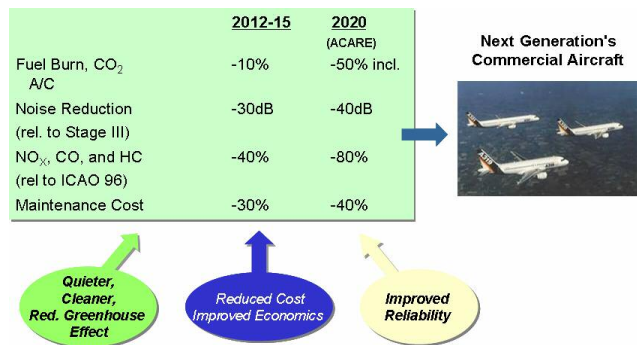 2012-15 2020
(ACARE)
Fuel Burn, CO2 -10% -50% incl.
A/C
Noise Reduction -30dB -40dB
(rel. to Stage III)
NOX, CO, and HC -40% -80%
(rel to ICAO 96)
Maintenance Cost -30% -40%
Next Generation's
Commercial Aircraft
Quieter,
Cleaner,
Red. Greenhouse
Effect
Reduced Cost
Improved Economics
Improved
Reliability